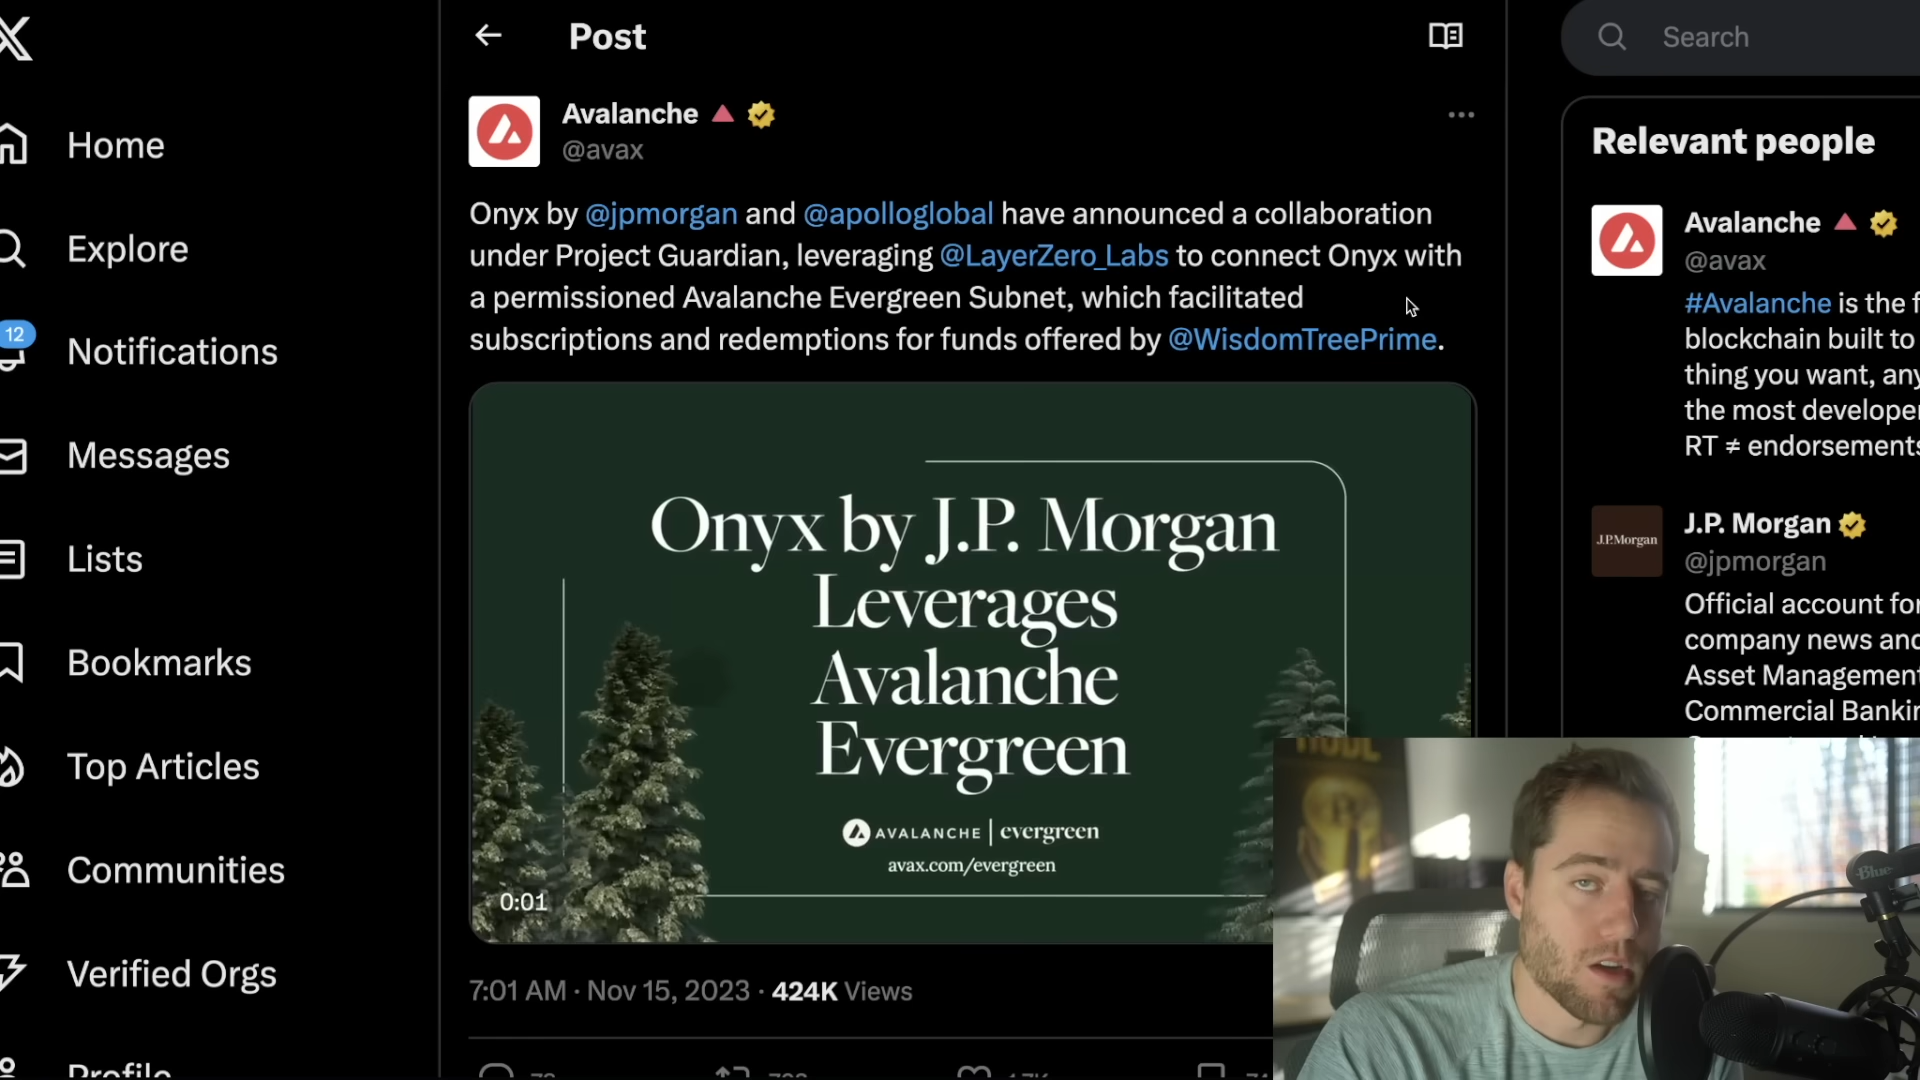 Post
Search
Home
Explore
12
Notifications
Messages
Lists
Bookmarks
Top Articles
Communities
Verified Orgs
Profile
Avalanche
@avax
Onyx by @jpmorgan and @apolloglobal have announced a collaboration
under Project Guardian, leveraging @LayerZero_Labs to connect Onyx with
a permissioned Avalanche Evergreen Subnet, which facilitated
subscriptions and redemptions for funds offered by @WisdomTreePrime.
Onyx by J.P. Morgan
Leverages
Avalanche
Evergreen
AVALANCHE | evergreen
avax.com/evergreen
0:01
7:01 AM · Nov 15, 2023 · 424K Views
Relevant people
Avalanche
@avax
#Avalanche is the f
blockchain built to
thing you want, any
the most develope
RT ≠ endorsements
J.P.Morgan
J.P. Morgan
@jpmorgan
Official account for
company news and
Asset Management
Commercial Bankin
HODL
Blue